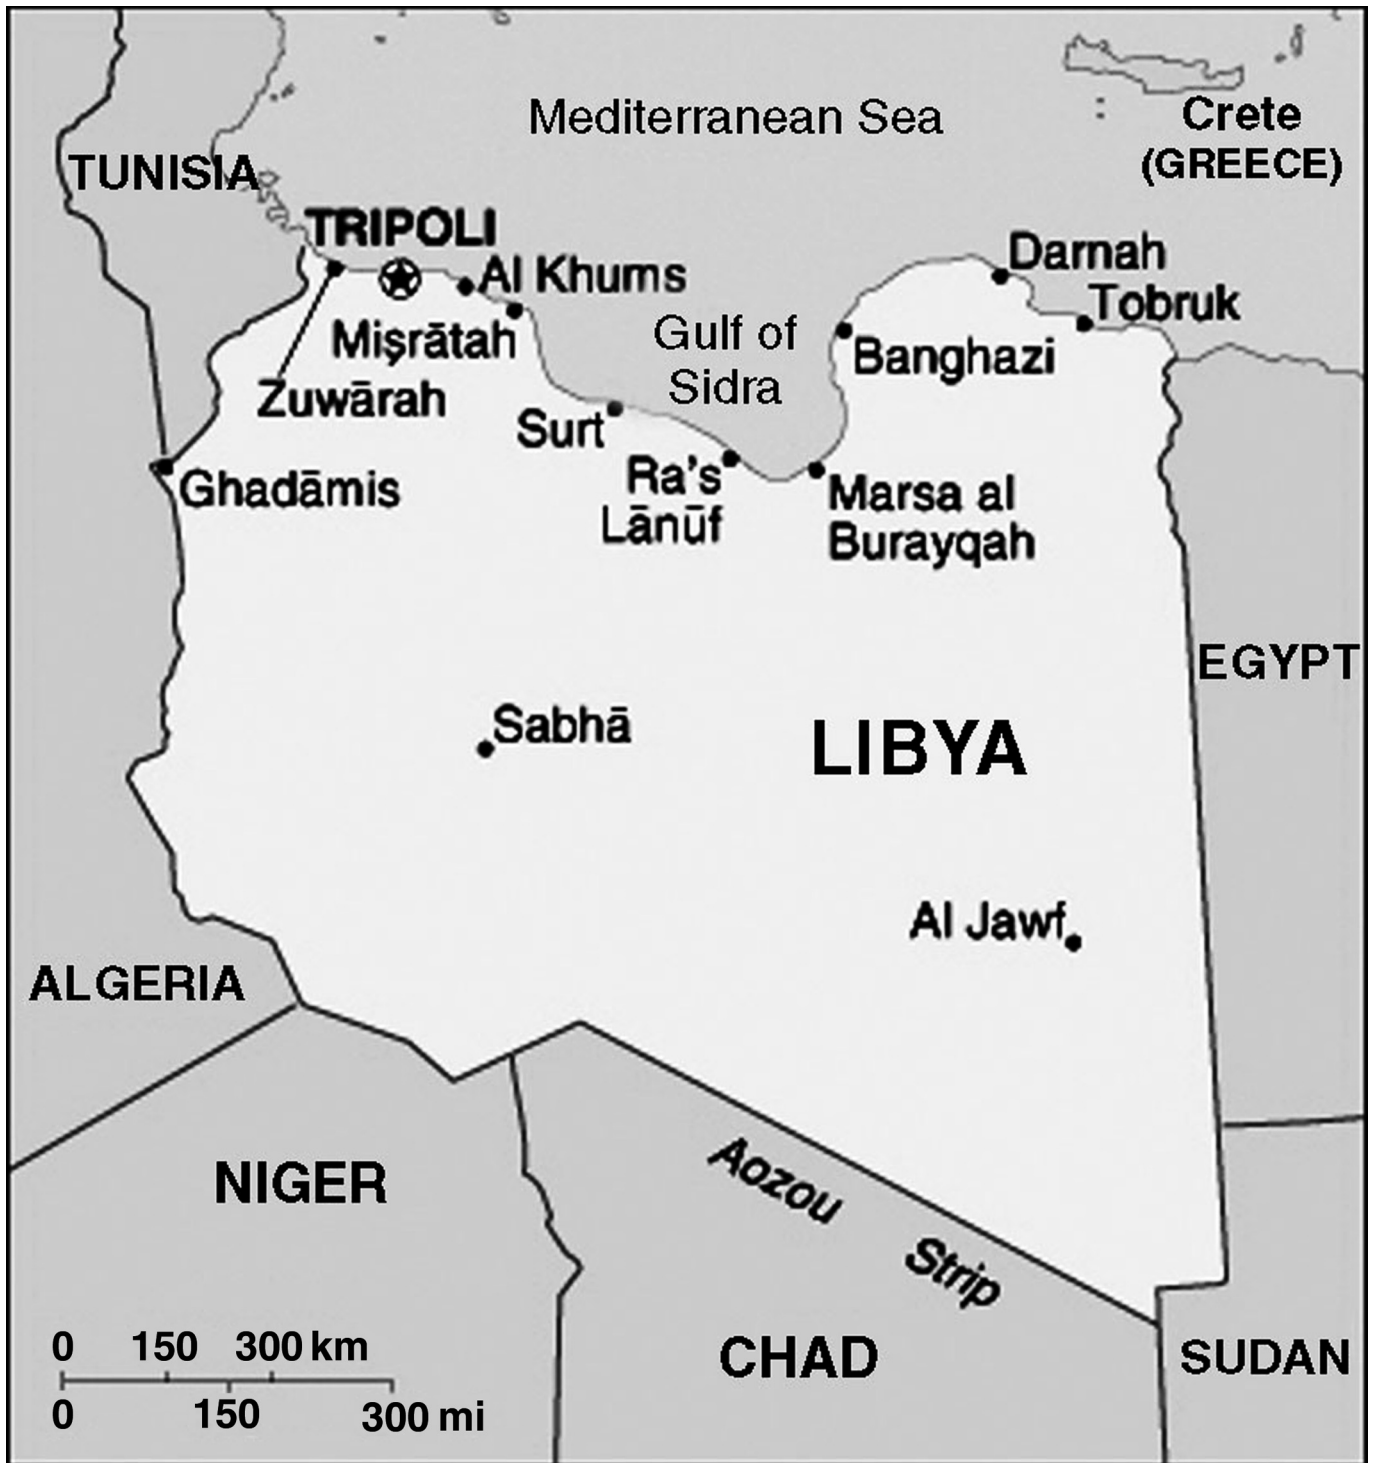 Mediterranean Sea
Crete
(GREECE)
TUNISIA
TRIPOLI
Al Khums
Darnah
Tobruk
Mişrātah
Gulf of
Sidra
Banghazi
Zuwārah
Surt
Ra's
Lānūf
Marsa al
Burayqah
Ghadāmis
EGYPT
Sabhā
LIBYA
Al Jawf
ALGERIA
NIGER
Aozou
Strip
CHAD
SUDAN
0 150 300 km
0 150 300 mi